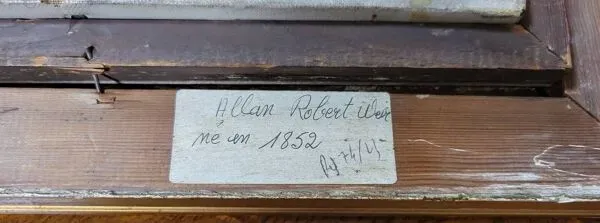 Allan Robert Weir
né en 1852